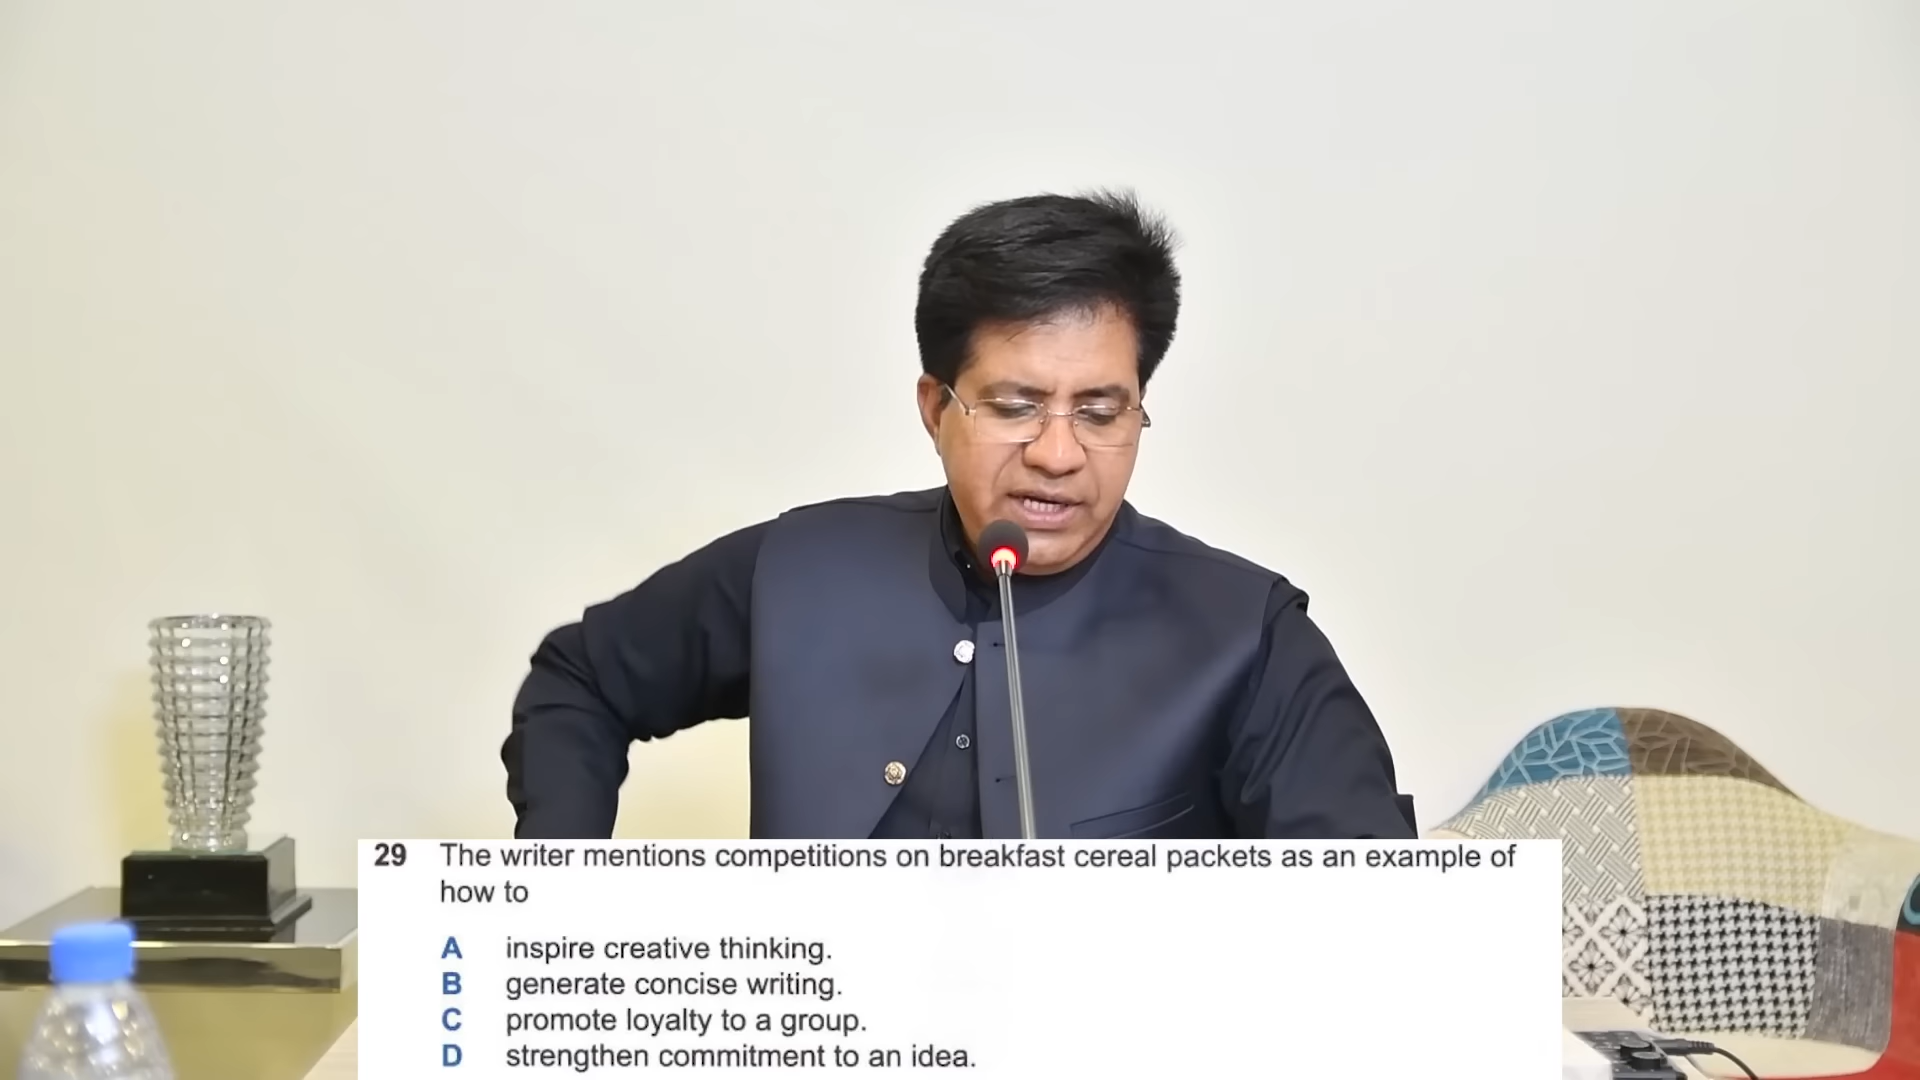 29 The writer mentions competitions on breakfast cereal packets as an example of
how to
A inspire creative thinking.
B generate concise writing.
C promote loyalty to a group.
D strengthen commitment to an idea.